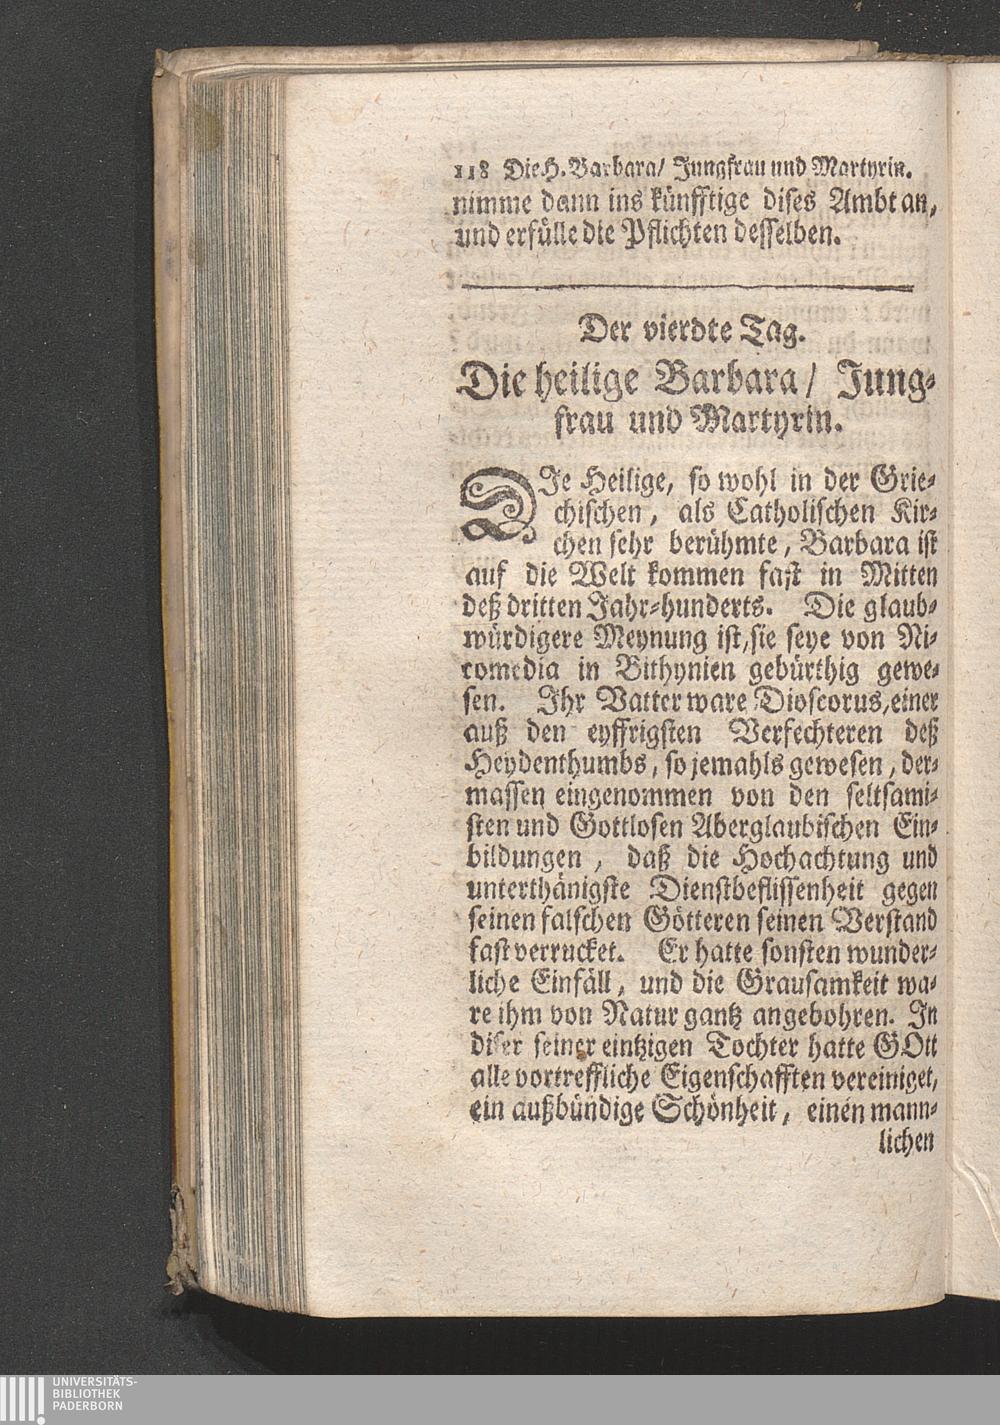 118 Die H. Barbara/ Jungfrau und Martyrin.
nimme dann ins künfftige dises Ambt an,
und erfülle die Pflichten desselben.
Der vierdte Tag.
Die heilige Barbara/ Jung-
frau und Martyrin.
DIe Heilige, so wohl in der Grie-
chischen, als Catholischen Kir-
chen sehr berühmte, Barbara ist
auf die Welt kommen fast in Mitten
deß dritten Jahr-hunderts. Die glaub-
würdigere Meynung ist, sie seye von Ni-
comedia in Bithynien gebürthig gewe-
sen. Ihr Vatter ware Dioscorus, einer
auß den eyffrigsten Verfechteren deß
Heydenthumbs, so jemahls gewesen, der-
massen eingenommen von den seltsami-
sten und Gottlosen Aberglaubischen Ein-
bildungen, daß die Hochachtung und
unterthänigste Dienstbeflissenheit gegen
seinen falschen Götteren seinen Verstand
fast verrucket. Er hatte sonsten wunder-
liche Einfäll, und die Grausamkeit wa-
re ihm von Natur gantz angebohren. In
diser seiner eintzigen Tochter hatte GOtt
alle vortreffliche Eigenschafften vereiniget,
ein außbündige Schönheit, einen mann-
lichen
UNIVERSITÄTS-
BIBLIOTHEK
PADERBORN